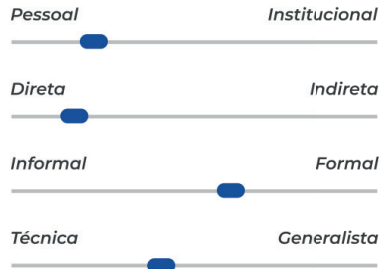 Pessoal Institucional
Direta Indireta
Informal Formal
Técnica Generalista